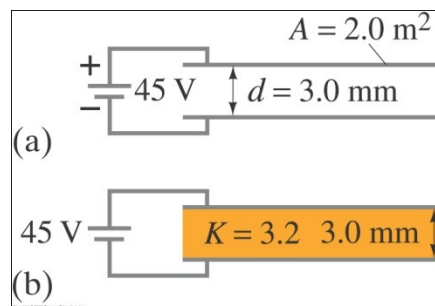 A = 2.0 m²
+
45 V d = 3.0 mm
−
(a)
45 V K = 3.2 3.0 mm
(b)